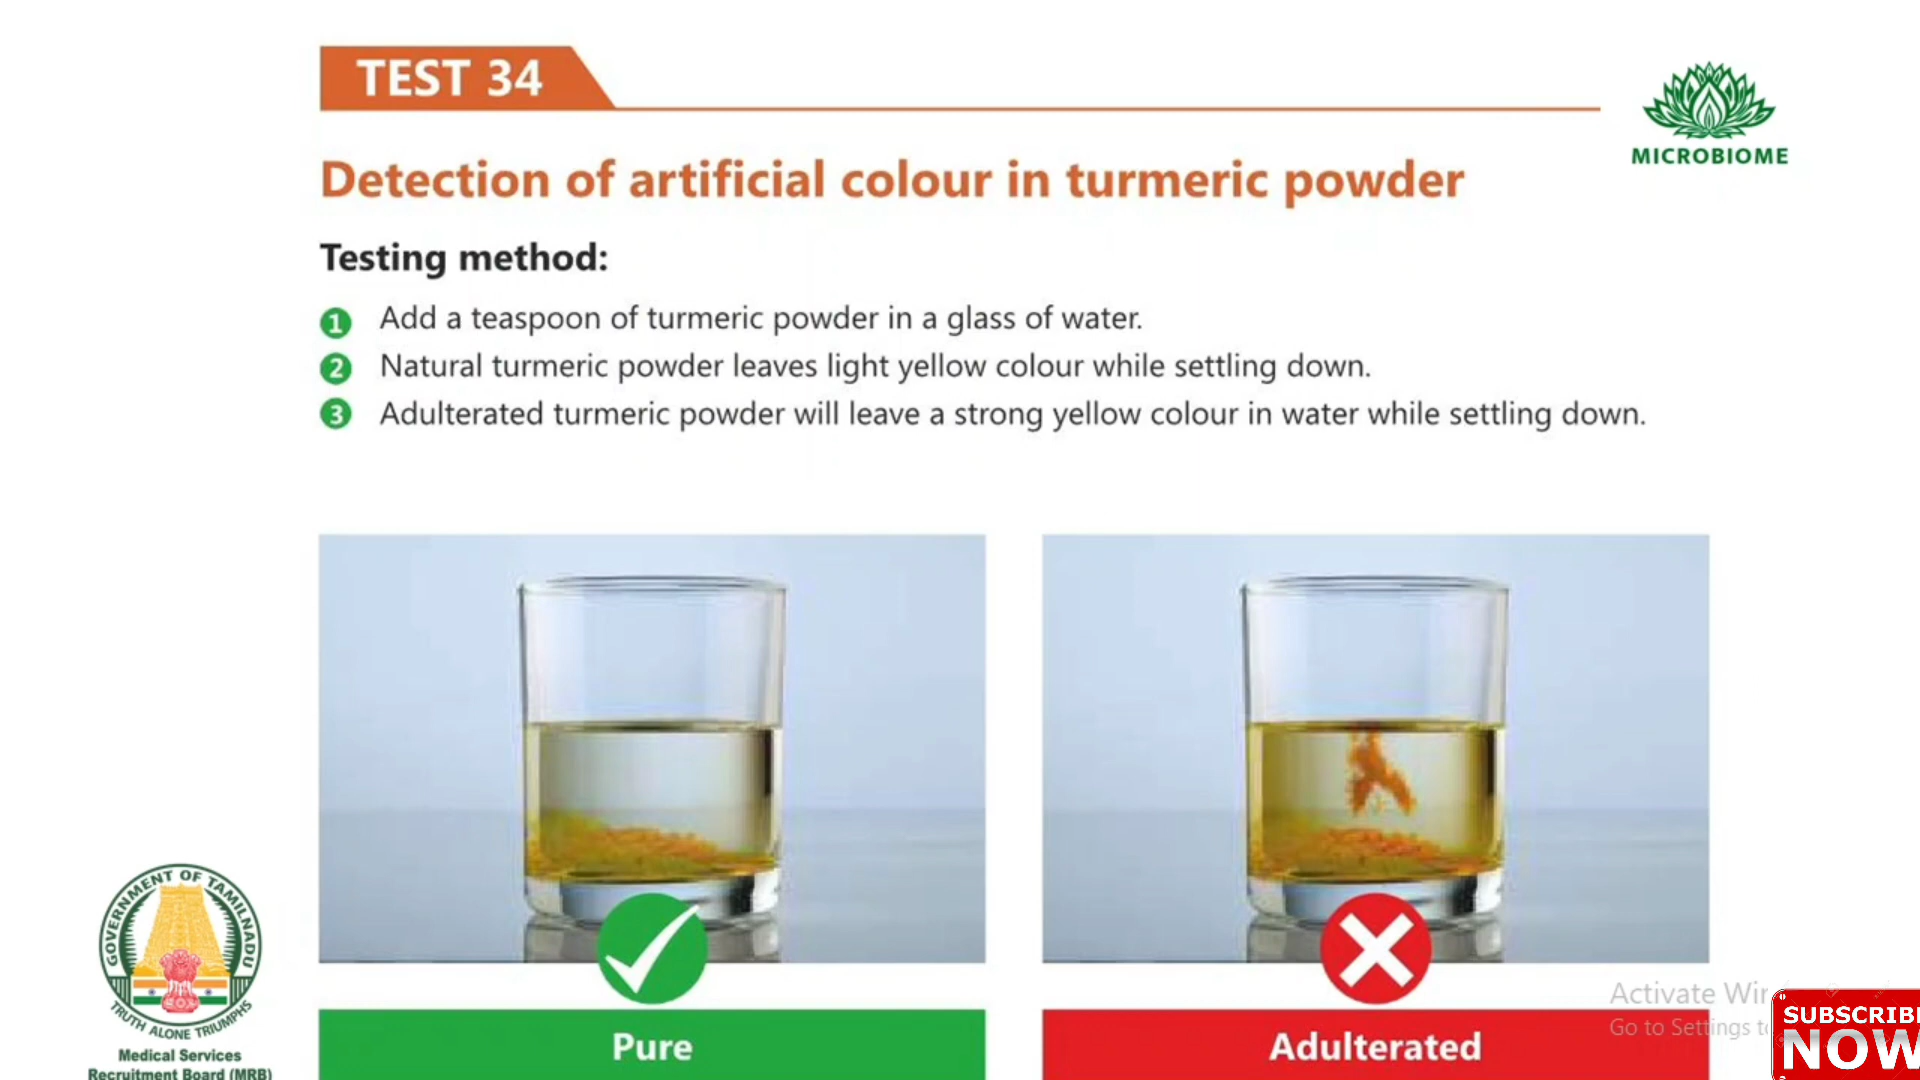 TEST 34
MICROBIOME
Detection of artificial colour in turmeric powder
Testing method:
1 Add a teaspoon of turmeric powder in a glass of water.
2 Natural turmeric powder leaves light yellow colour while settling down.
3 Adulterated turmeric powder will leave a strong yellow colour in water while settling down.
GOVERNMENT OF TAMILNADU
TRUTH ALONE TRIUMPHS
Medical Services
Recruitment Board (MRB)
Pure
Adulterated
Activate Wi
Go to Settings t
SUBSCRIB
NOW